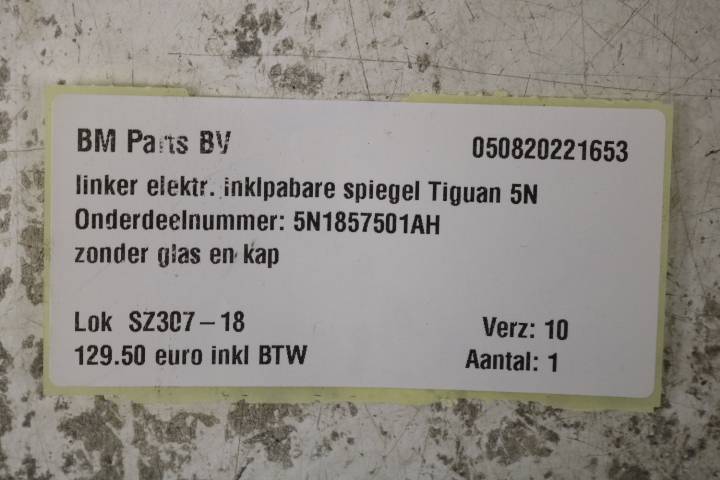 BM Parts BV 050820221653
linker elektr. inklpabare spiegel Tiguan 5N
Onderdeelnummer: 5N1857501AH
zonder glas en kap
Lok SZ307-18 Verz: 10
129.50 euro inkl BTW Aantal: 1